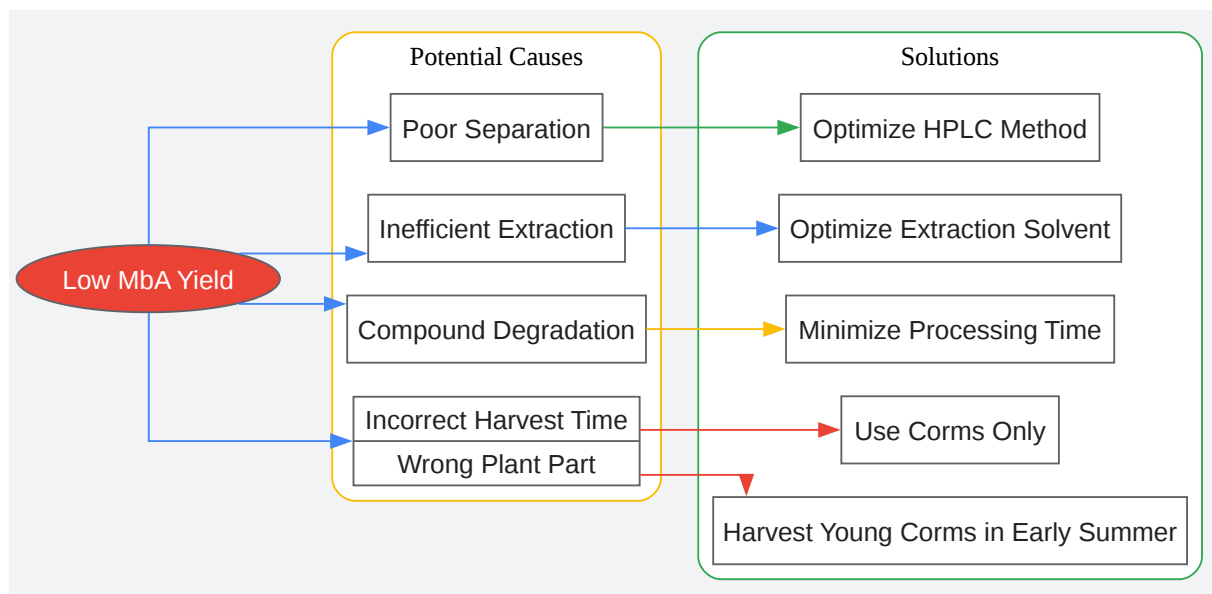 Potential Causes
Solutions
Poor Separation
Optimize HPLC Method
Inefficient Extraction
Optimize Extraction Solvent
Low MbA Yield
Compound Degradation
Minimize Processing Time
Incorrect Harvest Time
Use Corms Only
Wrong Plant Part
Harvest Young Corms in Early Summer